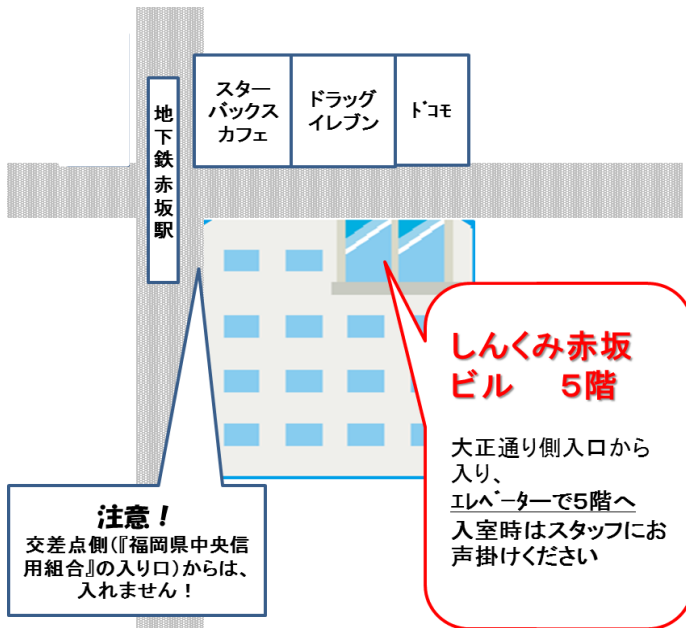 スター
バックス
カフェ
ドラッグ
イレブン
ドコモ
地下鉄赤坂駅
しんくみ赤坂
ビル　5階
大正通り側入口から
入り、
エレベーターで5階へ
入室時はスタッフにお
声掛けください
注意！
交差点側(『福岡県中央信
用組合』の入り口)からは、
入れません！